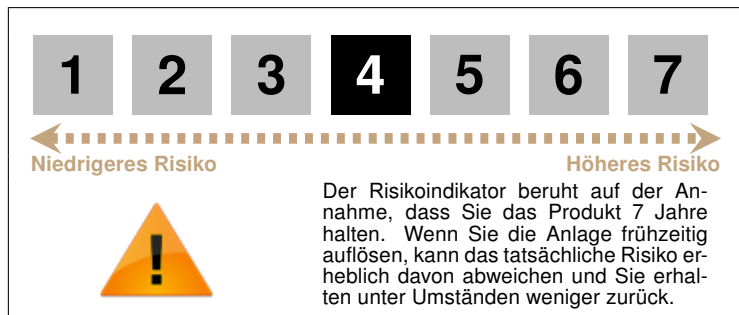 1 2 3 4 5 6 7
Niedrigeres Risiko Höheres Risiko
Der Risikoindikator beruht auf der An-
nahme, dass Sie das Produkt 7 Jahre
halten. Wenn Sie die Anlage frühzeitig
auflösen, kann das tatsächliche Risiko er-
heblich davon abweichen und Sie erhal-
ten unter Umständen weniger zurück.